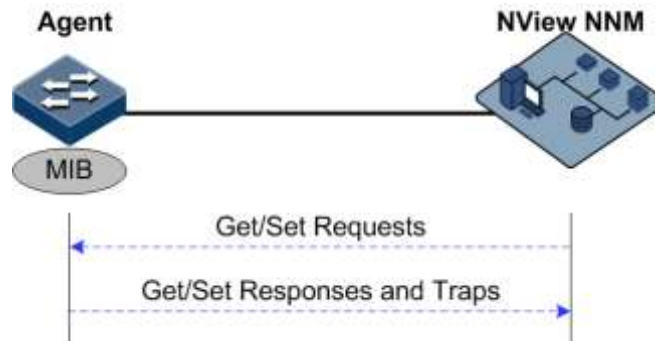 Agent
NView NNM
MIB
Get/Set Requests
Get/Set Responses and Traps